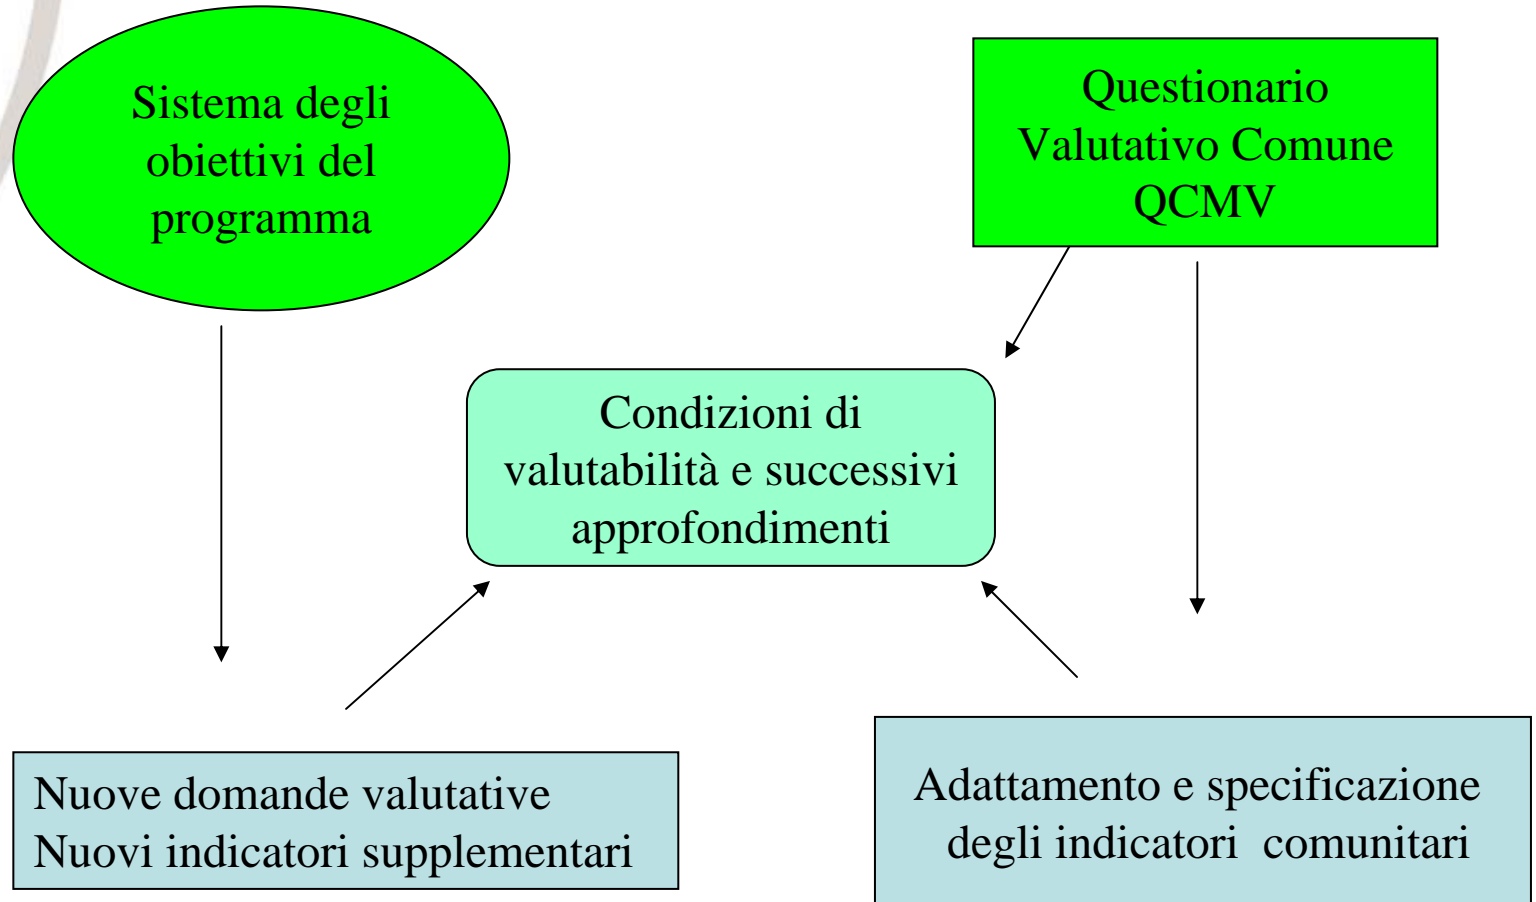 Sistema degli
obiettivi del
programma
Questionario
Valutativo Comune
QCMV
Condizioni di
valutabilità e successivi
approfondimenti
Nuove domande valutative
Nuovi indicatori supplementari
Adattamento e specificazione
degli indicatori comunitari